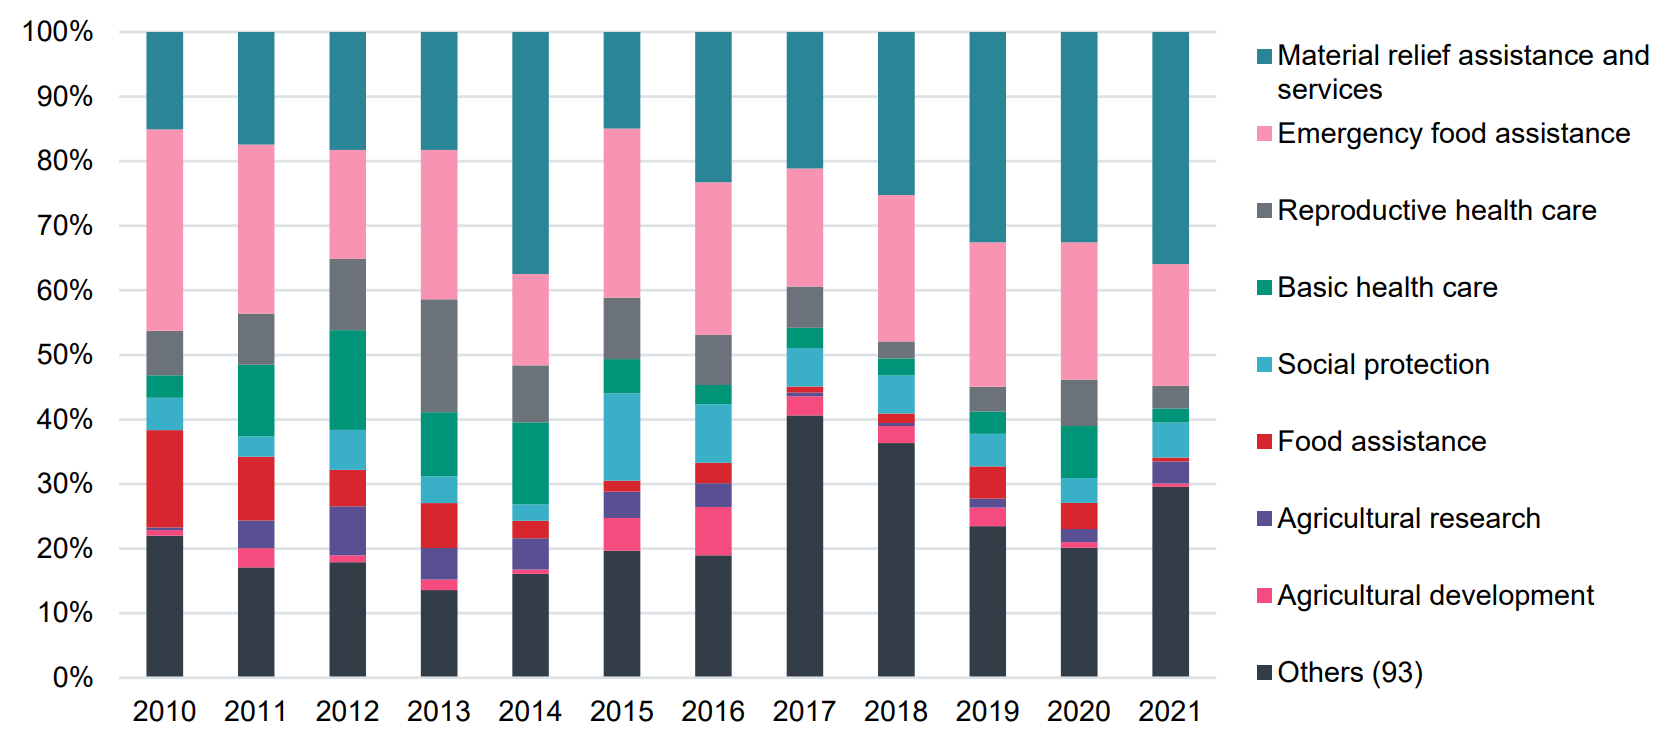 100%
90%
80%
70%
60%
50%
40%
30%
20%
10%
0%
2010 2011 2012 2013 2014 2015 2016 2017 2018 2019 2020 2021
Material relief assistance and
services
Emergency food assistance
Reproductive health care
Basic health care
Social protection
Food assistance
Agricultural research
Agricultural development
Others (93)